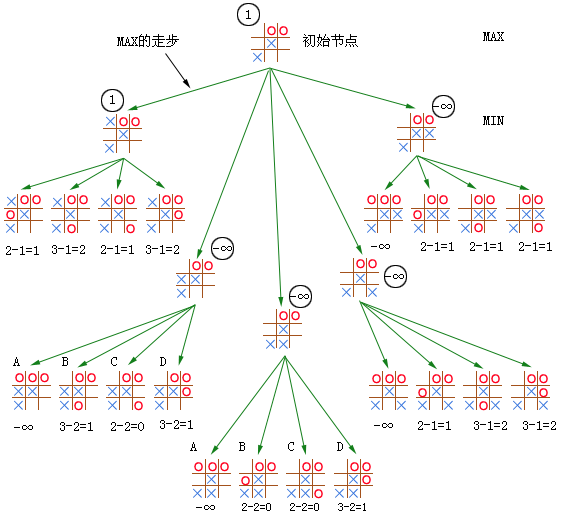 1
MAX的走步
初始节点
MAX
1
-∞
MIN
2-1=1 3-1=2 2-1=1 3-1=2
-∞ 2-1=1 2-1=1 2-1=1
-∞
-∞
-∞
A B C D
-∞ 3-2=1 2-2=0 3-2=1
-∞ 2-1=1 3-1=2 3-1=2
A B C D
-∞ 2-2=0 2-2=0 3-2=1